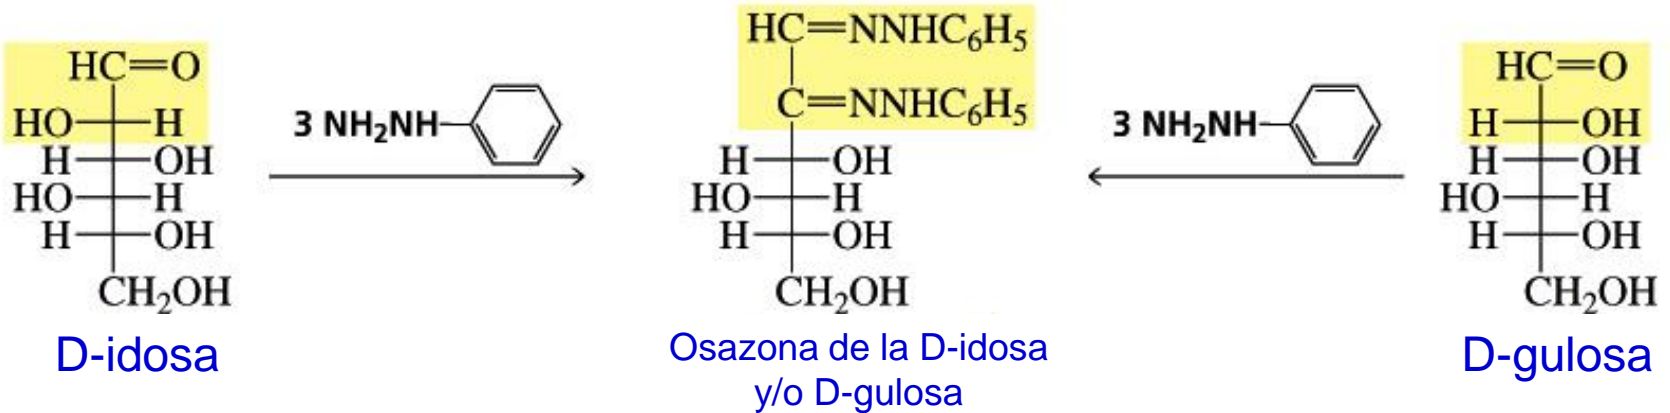 HC=O
HO H
H OH
HO H
H OH
CH₂OH
D-idosa
3 NH₂NH
HC=NNHC₆H₅
C=NNHC₆H₅
H OH
HO H
H OH
CH₂OH
Osazona de la D-idosa
y/o D-gulosa
3 NH₂NH
HC=O
H OH
H OH
HO H
H OH
CH₂OH
D-gulosa